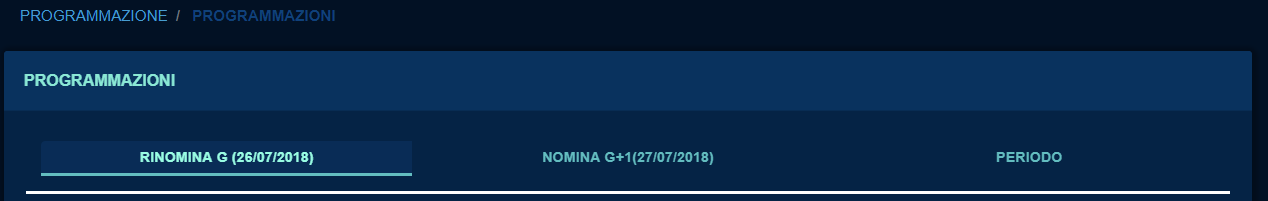 PROGRAMMAZIONE / PROGRAMMAZIONI
PROGRAMMAZIONI
RINOMINA G (26/07/2018) NOMINA G+1(27/07/2018) PERIODO